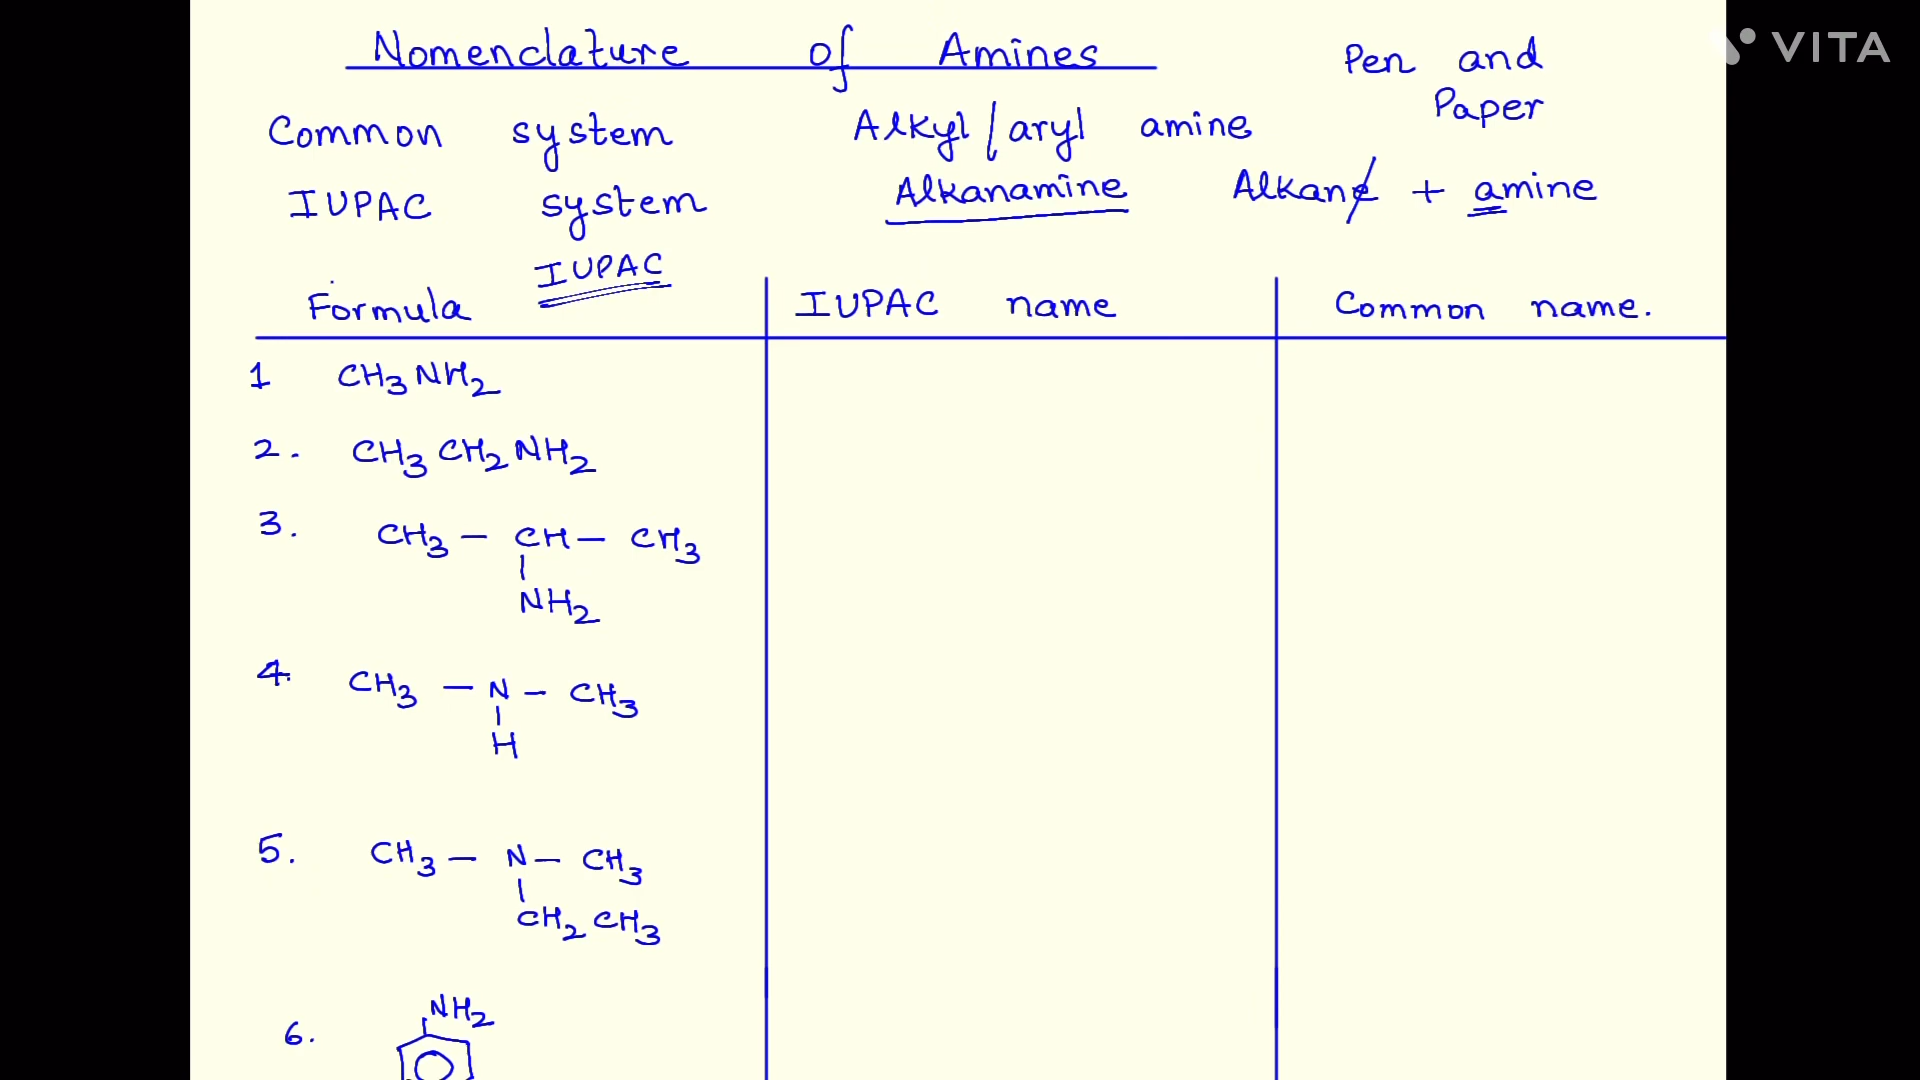 Nomenclature of Amines
Pen and Paper
VITA
Common system Alkyl/aryl amine
IUPAC system Alkanamine Alkane + amine
IUPAC
Formula IUPAC name Common name.
1 CH3NH2
2. CH3CH2NH2
3. CH3 — CH — CH3
|
NH2
4. CH3 — N — CH3
|
H
5. CH3 — N — CH3
|
CH2CH3
6. NH2